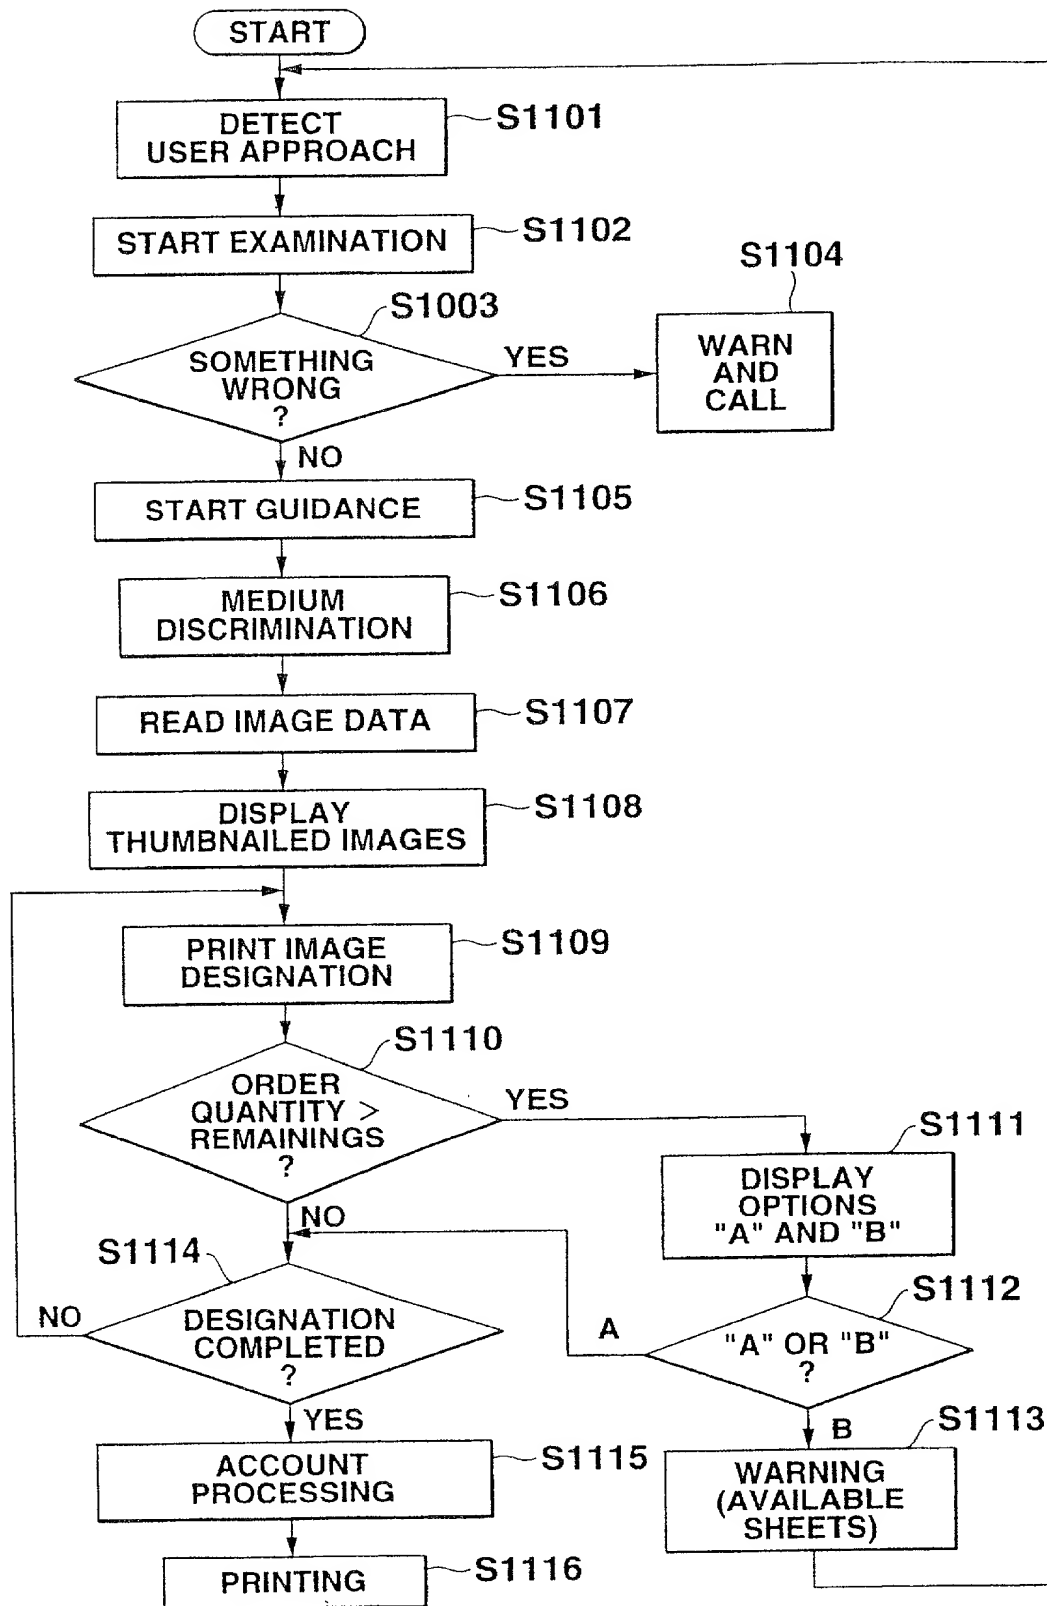 START
DETECT
USER APPROACH
S1101
START EXAMINATION
S1102
S1003
SOMETHING
WRONG
?
YES
S1104
WARN
AND
CALL
NO
START GUIDANCE
S1105
MEDIUM
DISCRIMINATION
S1106
READ IMAGE DATA
S1107
DISPLAY
THUMBNAILED IMAGES
S1108
PRINT IMAGE
DESIGNATION
S1109
S1110
ORDER
QUANTITY >
REMAININGS
?
YES
S1111
DISPLAY
OPTIONS
"A" AND "B"
NO
S1112
"A" OR "B"
?
A
B
S1113
WARNING
(AVAILABLE
SHEETS)
S1114
DESIGNATION
COMPLETED
?
NO
YES
ACCOUNT
PROCESSING
S1115
PRINTING
S1116